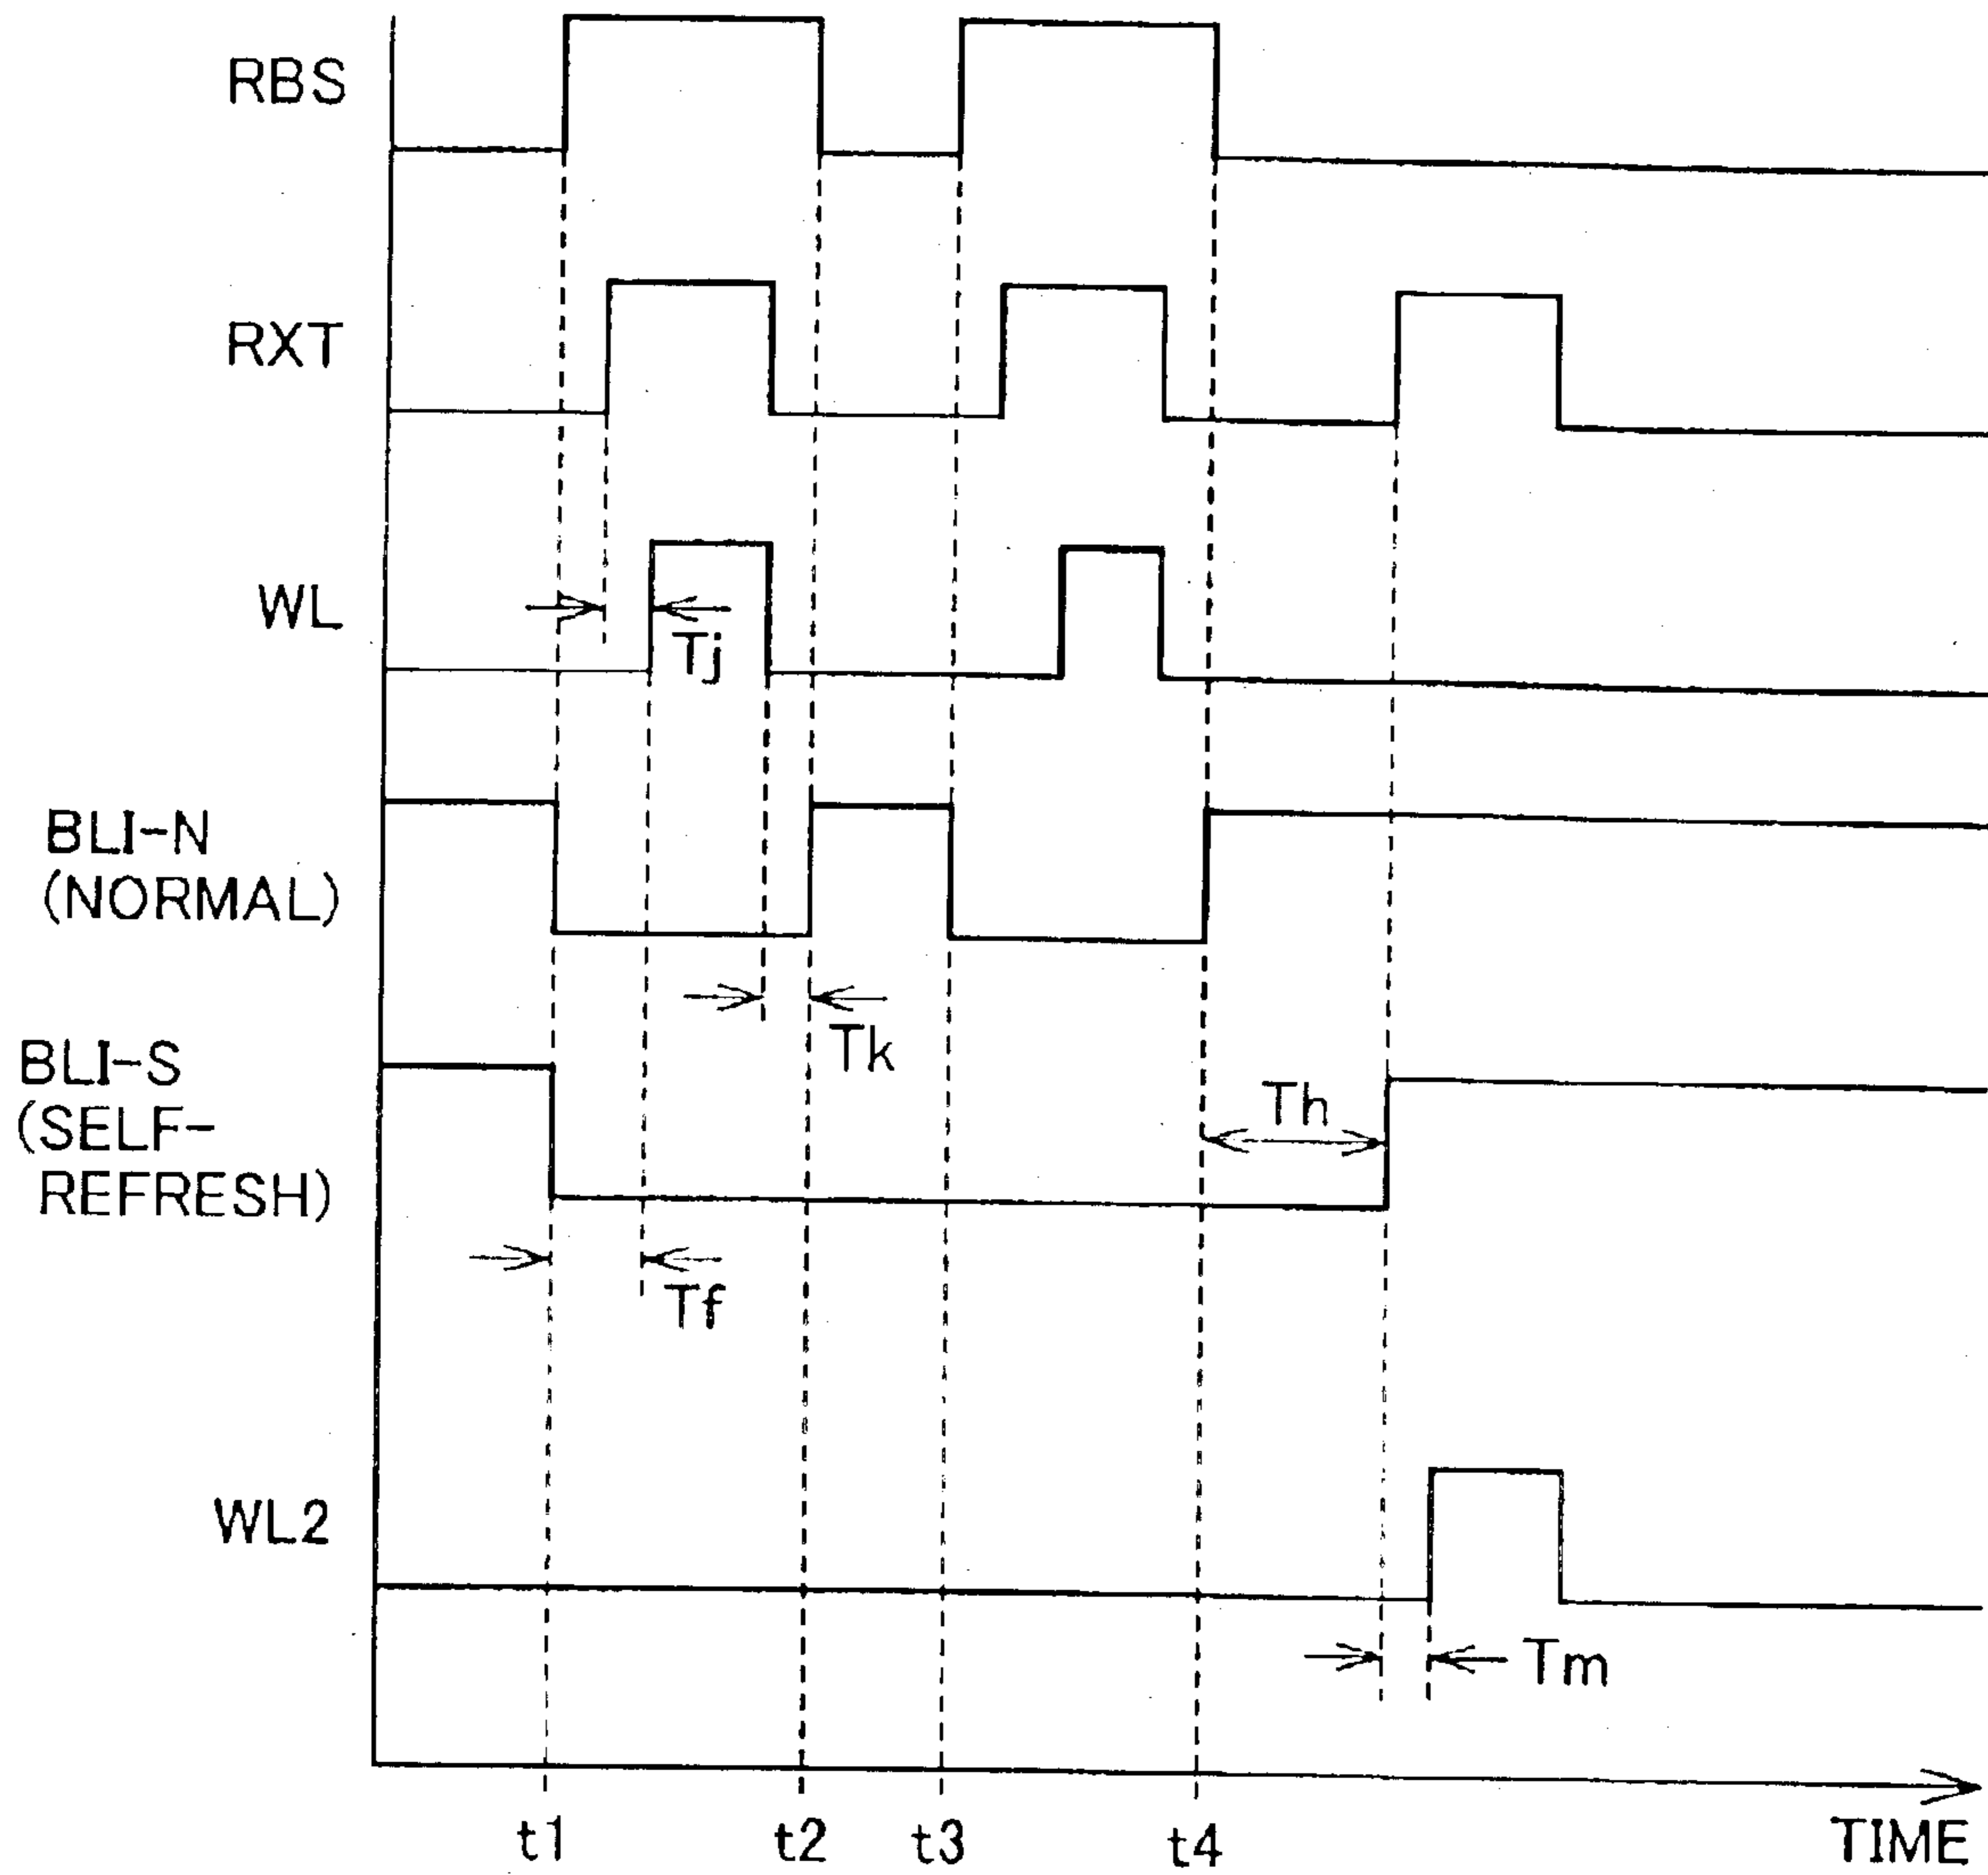 RBS
RXT
WL
Tj
BLI-N
(NORMAL)
Tk
BLI-S
(SELF-
REFRESH)
Th
Tf
WL2
Tm
t1
t2
t3
t4
TIME